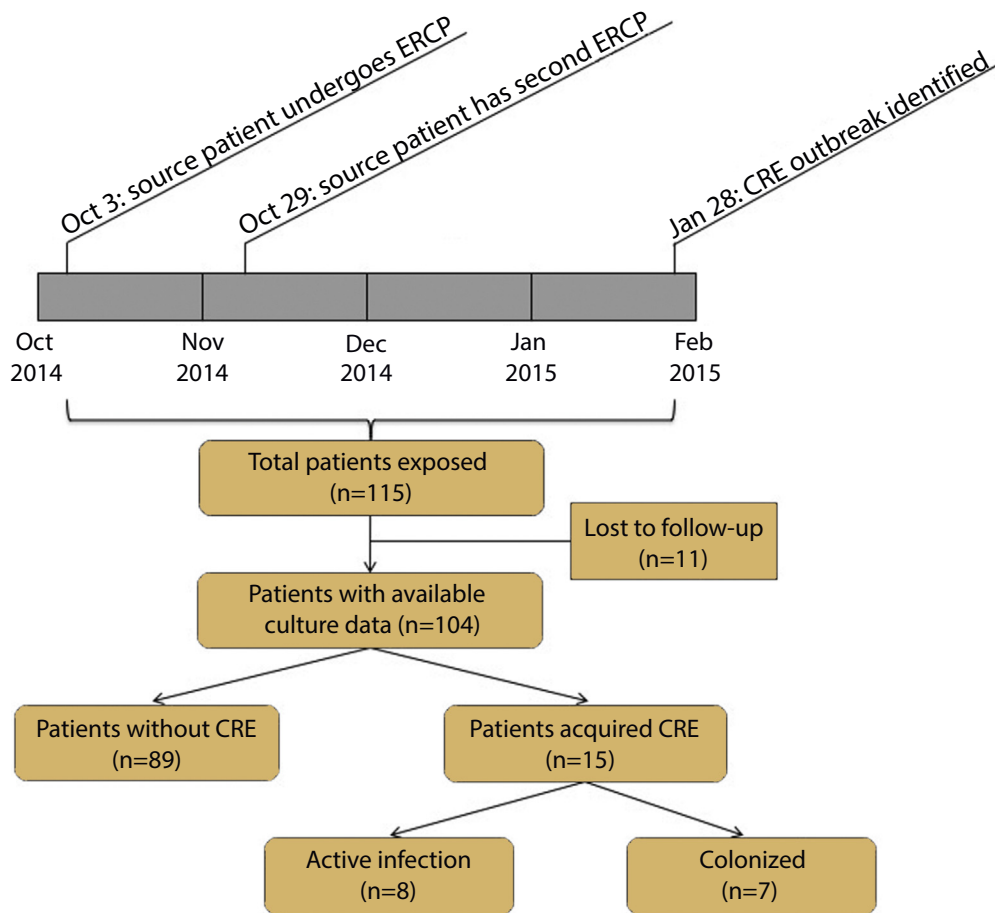 Oct 3: source patient undergoes ERCP
Oct 29: source patient has second ERCP
Jan 28: CRE outbreak identified
Oct
2014
Nov
2014
Dec
2014
Jan
2015
Feb
2015
Total patients exposed
(n=115)
Lost to follow-up
(n=11)
Patients with available
culture data (n=104)
Patients without CRE
(n=89)
Patients acquired CRE
(n=15)
Active infection
(n=8)
Colonized
(n=7)